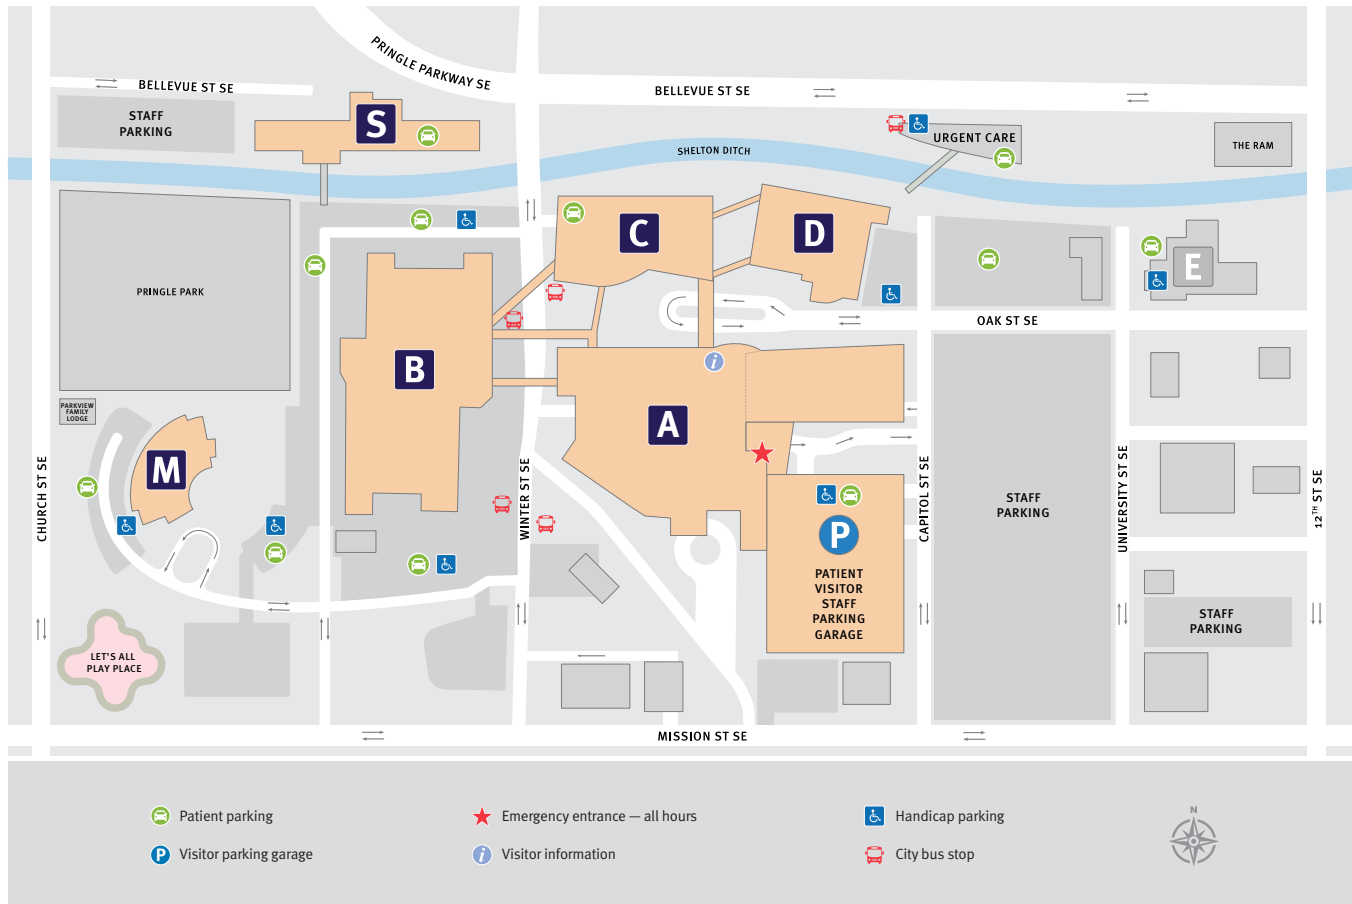 PRINGLE PARKWAY SE
BELLEVUE ST SE
BELLEVUE ST SE
STAFF
PARKING
S
URGENT CARE
THE RAM
SHELTON DITCH
C
D
E
PRINGLE PARK
OAK ST SE
i
B
A
PARKVIEW
FAMILY
LODGE
M
CHURCH ST SE
WINTER ST SE
CAPITOL ST SE
STAFF
PARKING
UNIVERSITY ST SE
12TH ST SE
P
PATIENT
VISITOR
STAFF
PARKING
GARAGE
STAFF
PARKING
LET'S ALL
PLAY PLACE
MISSION ST SE
Patient parking
Emergency entrance — all hours
Handicap parking
N
P Visitor parking garage
i Visitor information
City bus stop